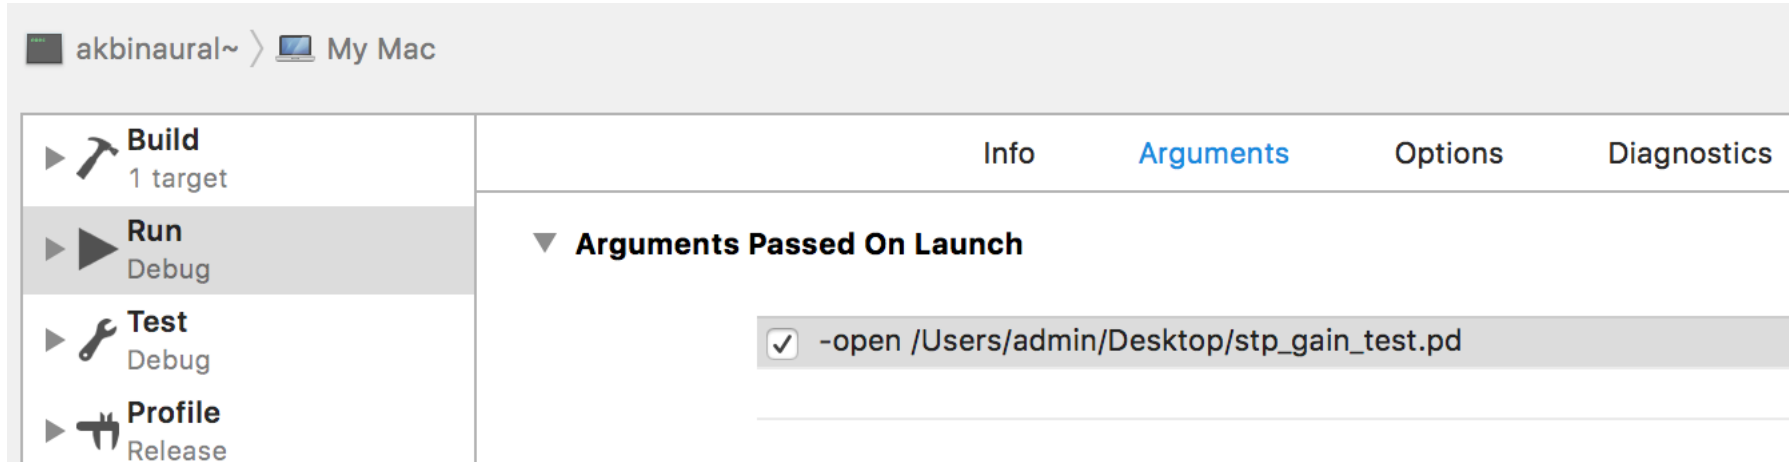 akbinaural~ My Mac
Build
1 target
Run
Debug
Test
Debug
Profile
Release
Info Arguments Options Diagnostics
Arguments Passed On Launch
-open /Users/admin/Desktop/stp_gain_test.pd